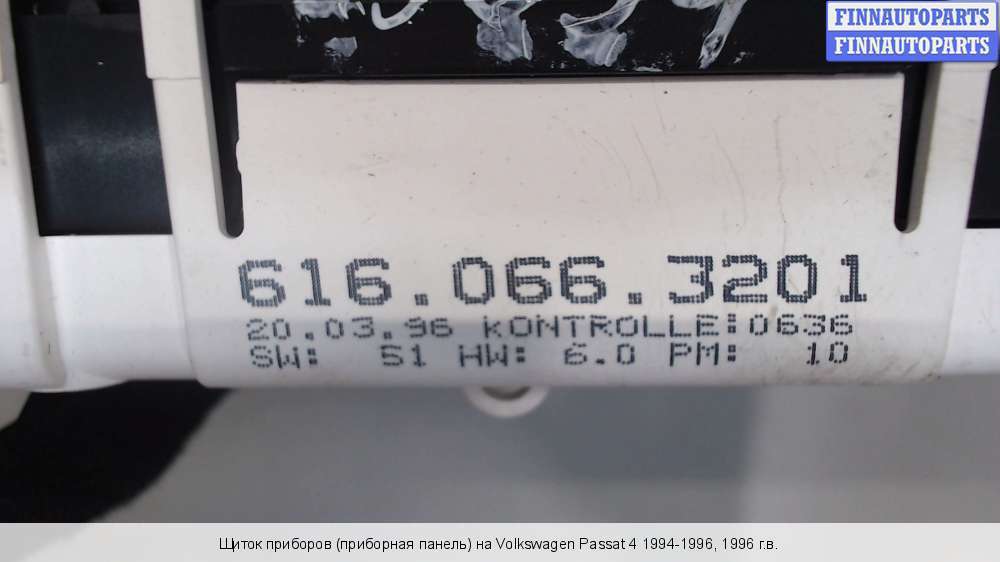 FINNAUTOPARTS
FINNAUTOPARTS
616.066.3201
20.03.96 KONTROLLE:0636
SW: 51 HW: 6.0 PM: 10
Щиток приборов (приборная панель) на Volkswagen Passat 4 1994-1996, 1996 г.в.